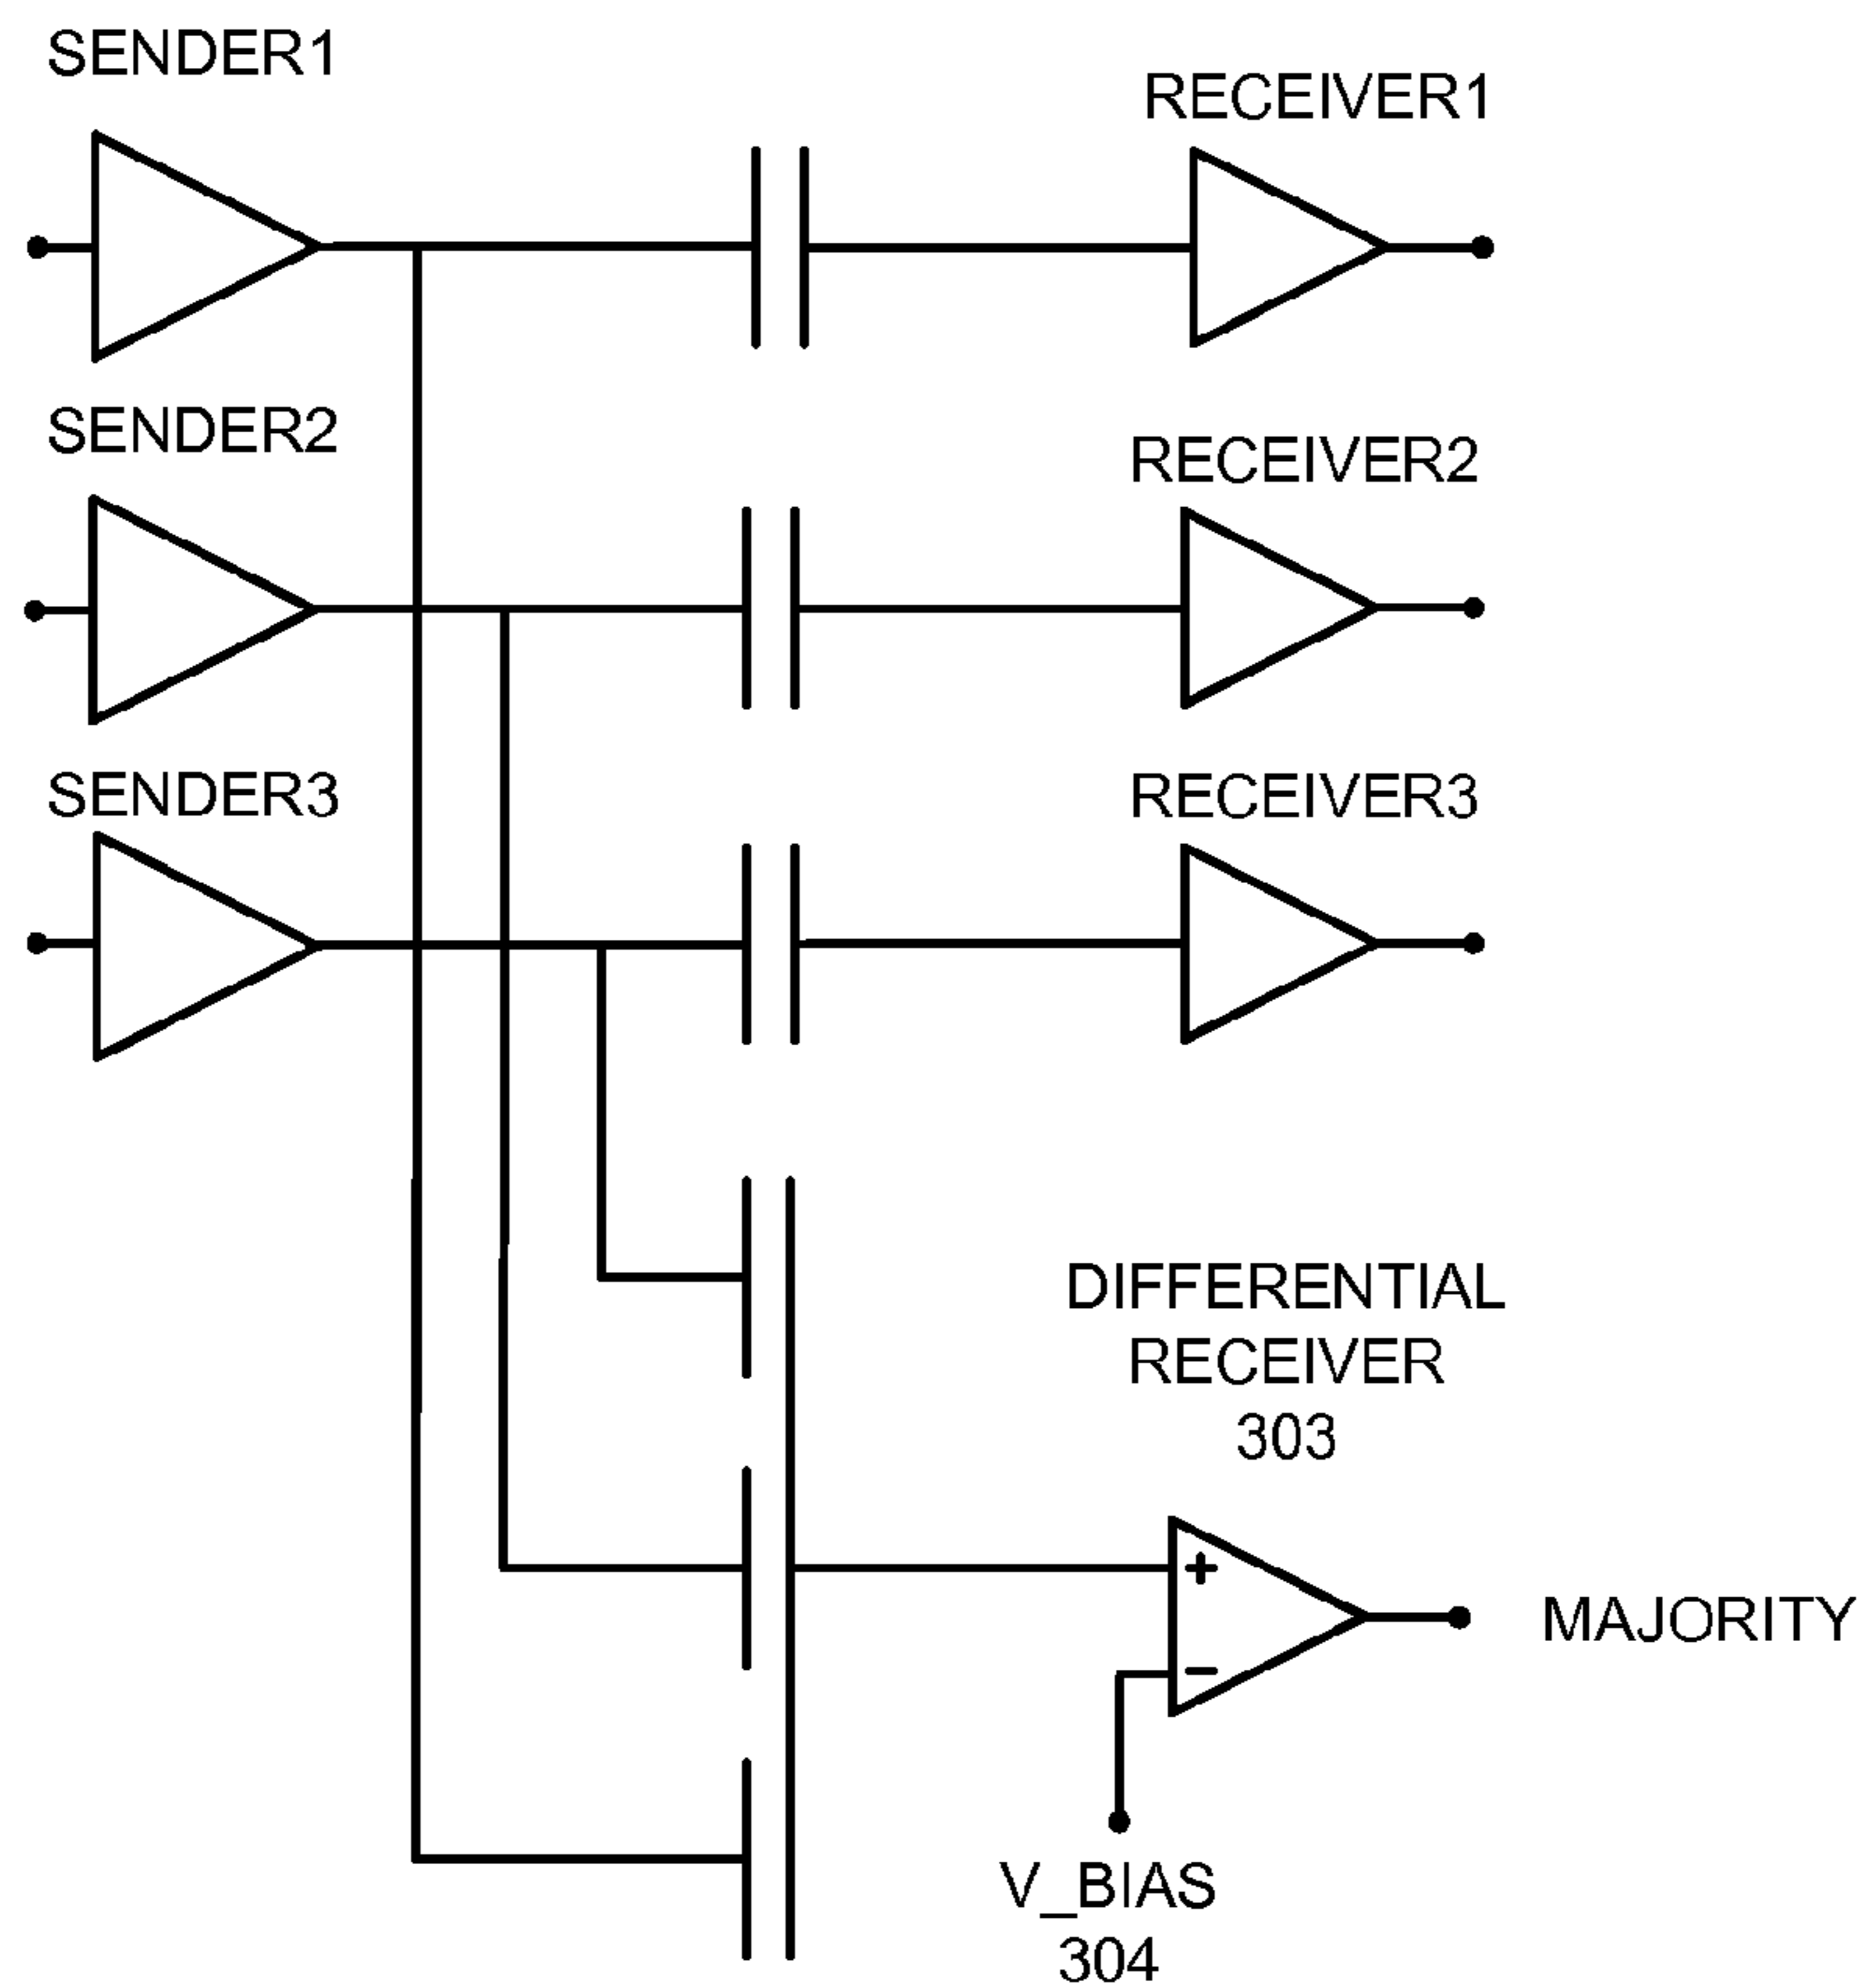 SENDER1
RECEIVER1
SENDER2
RECEIVER2
SENDER3
RECEIVER3
DIFFERENTIAL
RECEIVER
303
+
−
MAJORITY
V_BIAS
304